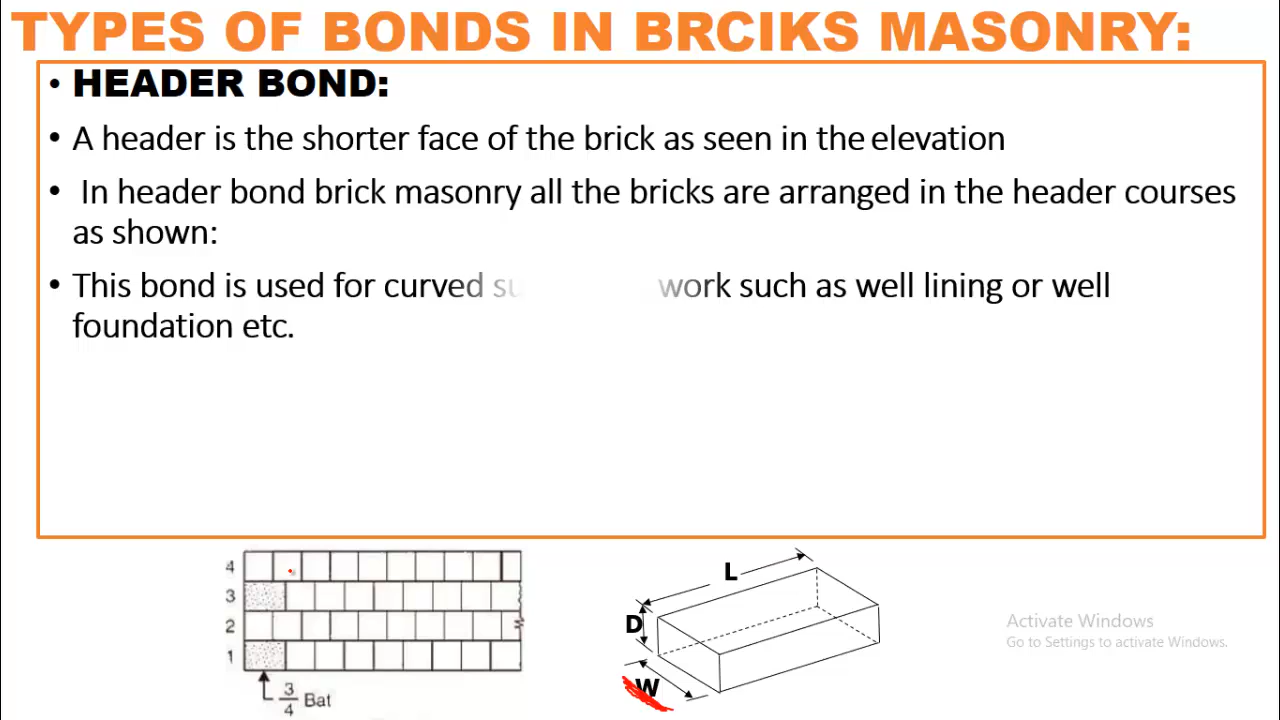 TYPES OF BONDS IN BRCIKS MASONRY:
• HEADER BOND:
• A header is the shorter face of the brick as seen in the elevation
• In header bond brick masonry all the bricks are arranged in the header courses
as shown:
• This bond is used for curved work such as well lining or well
foundation etc.
4
3
2
1
3/4 Bat
L
D
W
Activate Windows
Go to Settings to activate Windows.